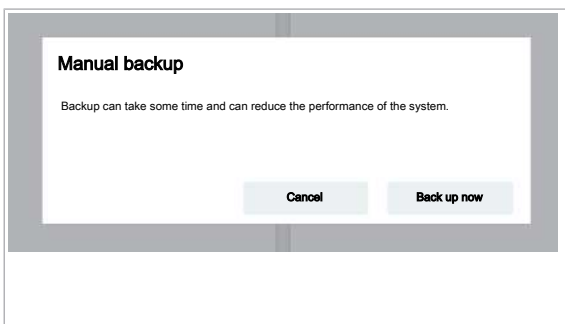 Manual backup
Backup can take some time and can reduce the performance of the system.
Cancel
Back up now